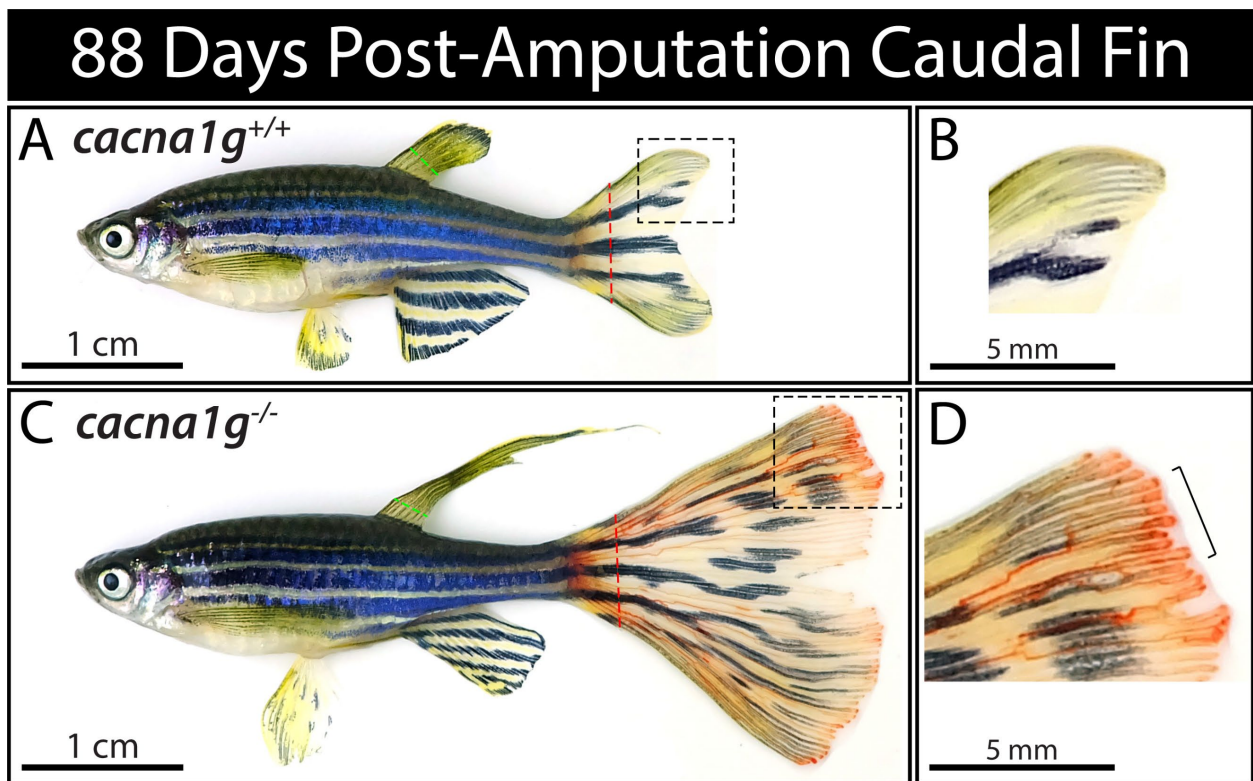 88 Days Post-Amputation Caudal Fin
A cacna1g+/+
B
1 cm
5 mm
C cacna1g-/-
D
1 cm
5 mm